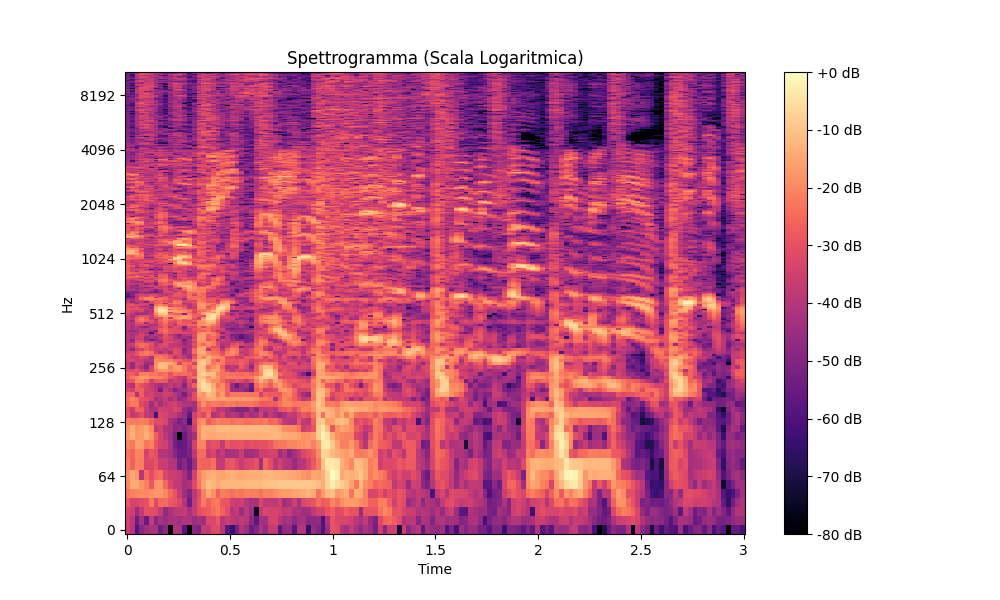 Spettrogramma (Scala Logaritmica)
8192
4096
2048
1024
512
256
128
64
0
Hz
0
0.5
1
1.5
2
2.5
3
Time
+0 dB
-10 dB
-20 dB
-30 dB
-40 dB
-50 dB
-60 dB
-70 dB
-80 dB